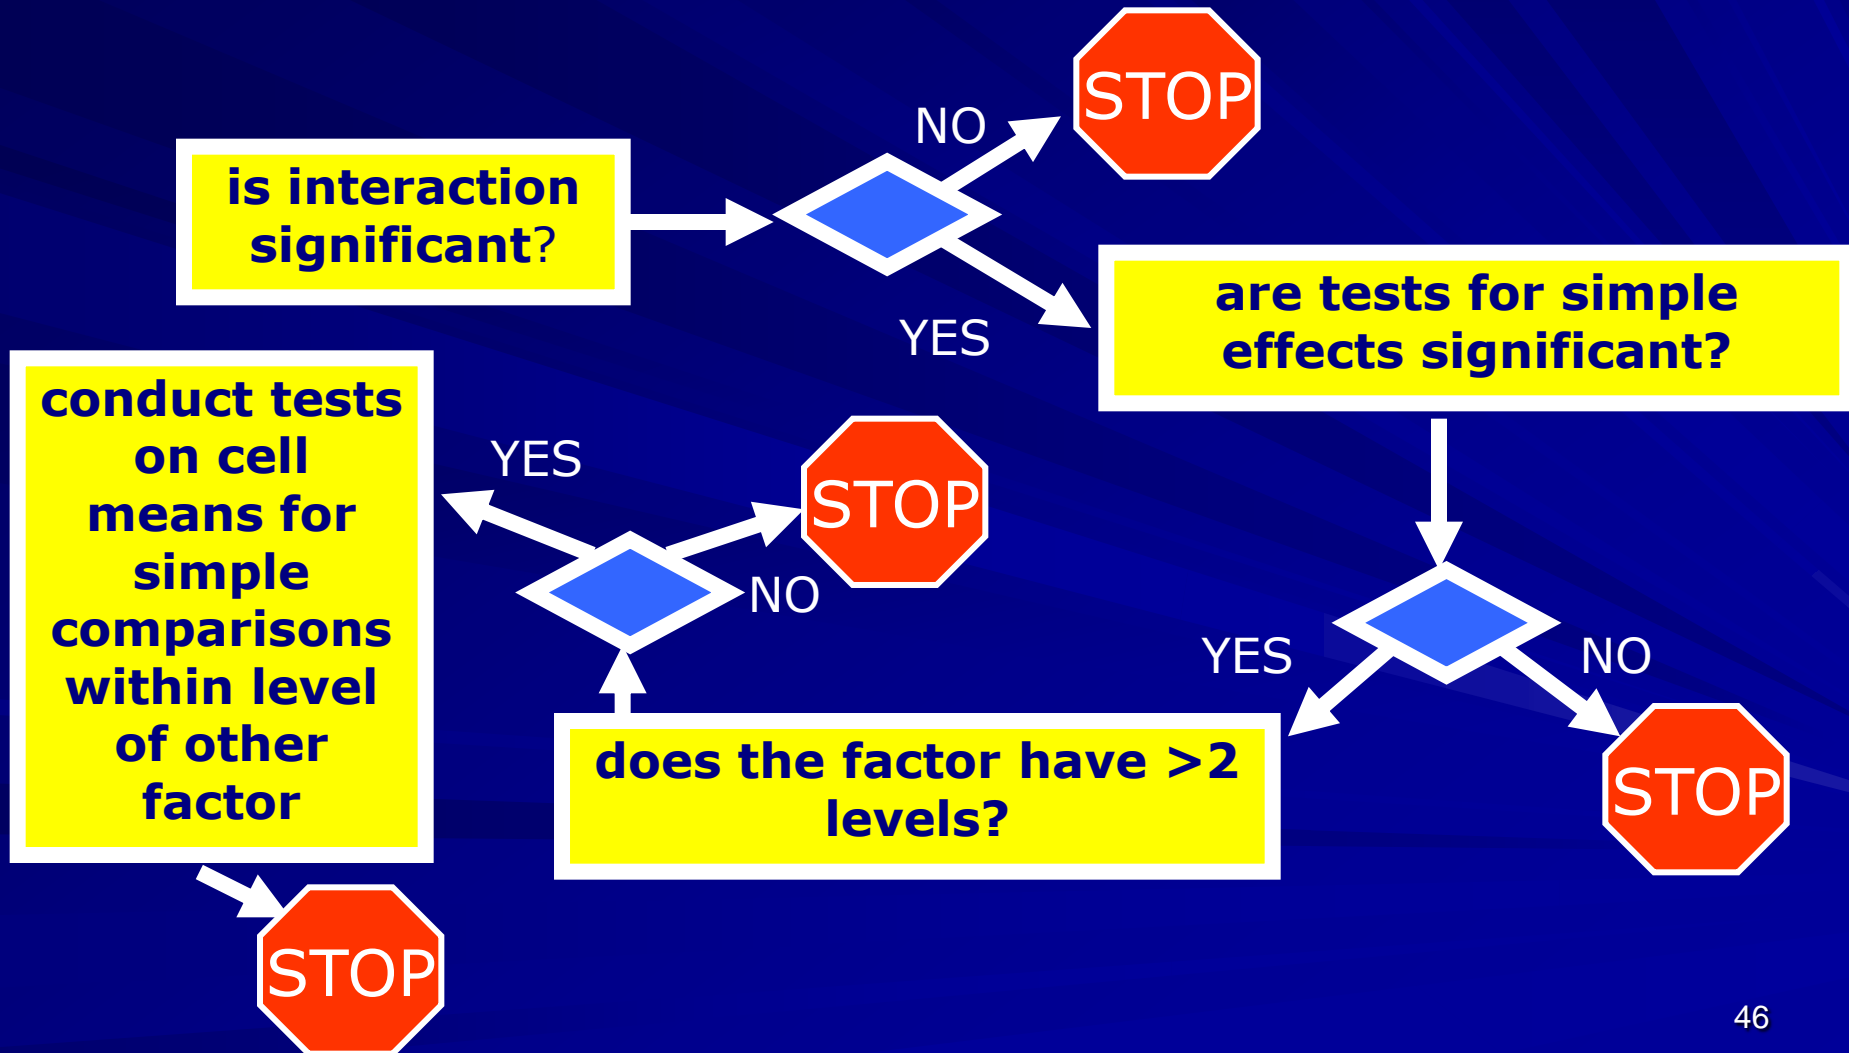 is interaction
significant?
NO
STOP
YES
are tests for simple
effects significant?
YES
NO
STOP
does the factor have >2
levels?
YES
NO
STOP
conduct tests
on cell
means for
simple
comparisons
within level
of other
factor
STOP
46